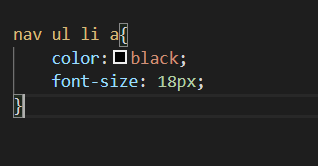 nav ul li a{
color:black;
font-size: 18px;
}